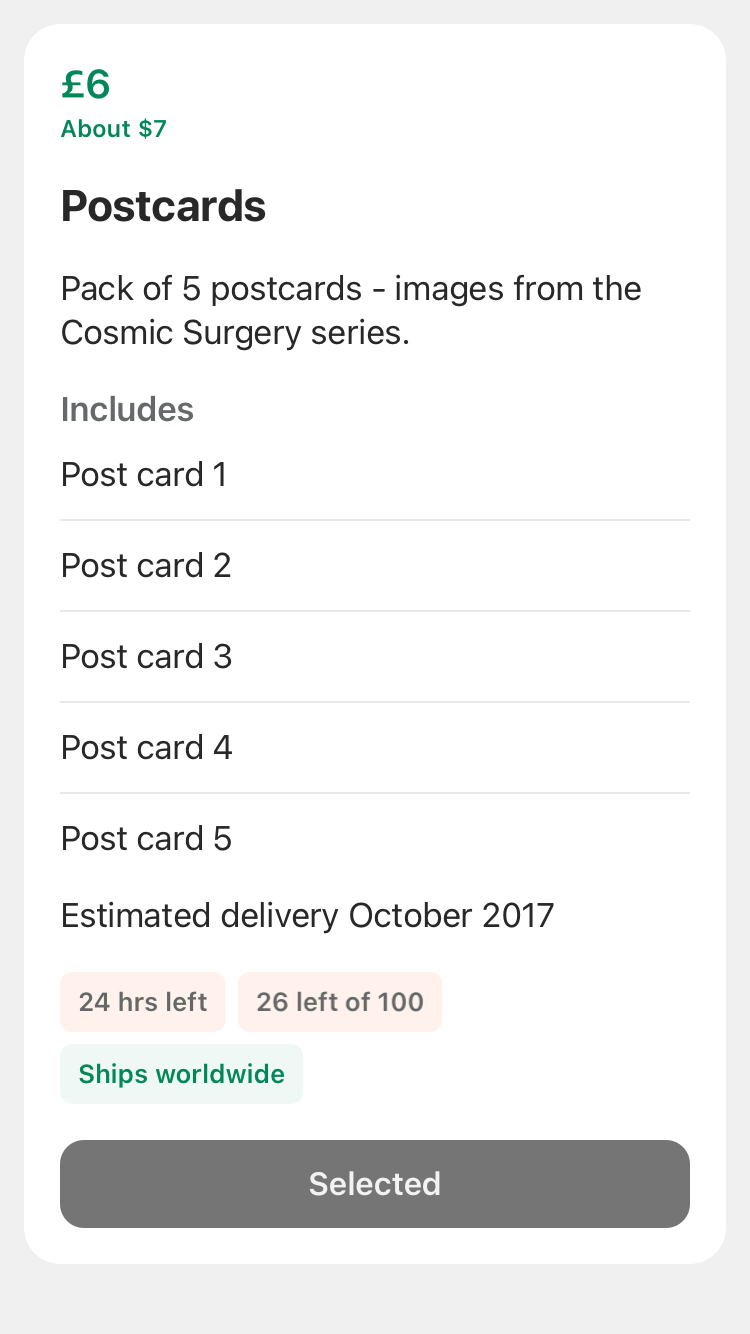 £6
About $7
Postcards
Pack of 5 postcards - images from the
Cosmic Surgery series.
Includes
Post card 1
Post card 2
Post card 3
Post card 4
Post card 5
Estimated delivery October 2017
24 hrs left
26 left of 100
Ships worldwide
Selected